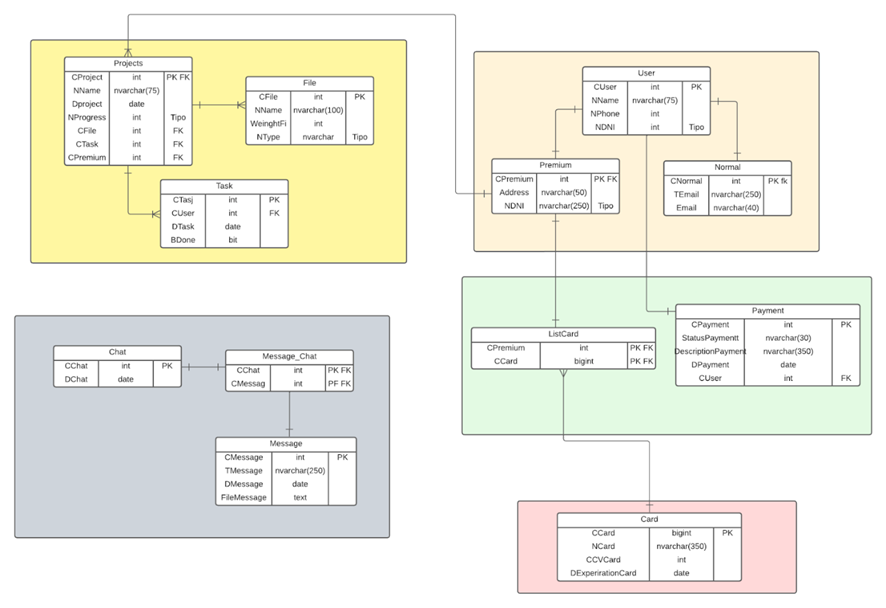 Projects
CProject int PK FK
NName nvarchar(75)
Dproject date
NProgress int Tipo
CFile int FK
CTask int FK
CPremium int FK
File
CFile int PK
NName nvarchar(100)
WeinghtFi int
NType nvarchar Tipo
Task
CTasj int PK
CUser int FK
DTask date
BDone bit
User
CUser int PK
NName nvarchar(75)
NPhone int
NDNI int Tipo
Premium
CPremium int PK FK
Address nvarchar(50)
NDNI nvarchar(250) Tipo
Normal
CNormal int PK fk
TEmail nvarchar(250)
Email nvarchar(40)
ListCard
CPremium int PK FK
CCard bigint PK FK
Payment
CPayment int PK
StatusPaymentt nvarchar(30)
DescriptionPayment nvarchar(350)
DPayment date
CUser int FK
Chat
CChat int PK
DChat date
Message_Chat
CChat int PK FK
CMessag int PF FK
Message
CMessage int PK
TMessage nvarchar(250)
DMessage date
FileMessage text
Card
CCard bigint PK
NCard nvarchar(350)
CCVCard int
DExperirationCard date